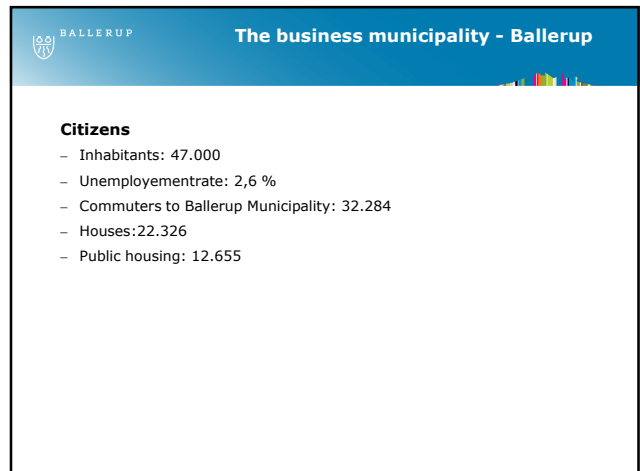 BALLERUP
The business municipality - Ballerup
Citizens
– Inhabitants: 47.000
– Unemployementrate: 2,6 %
– Commuters to Ballerup Municipality: 32.284
– Houses:22.326
– Public housing: 12.655